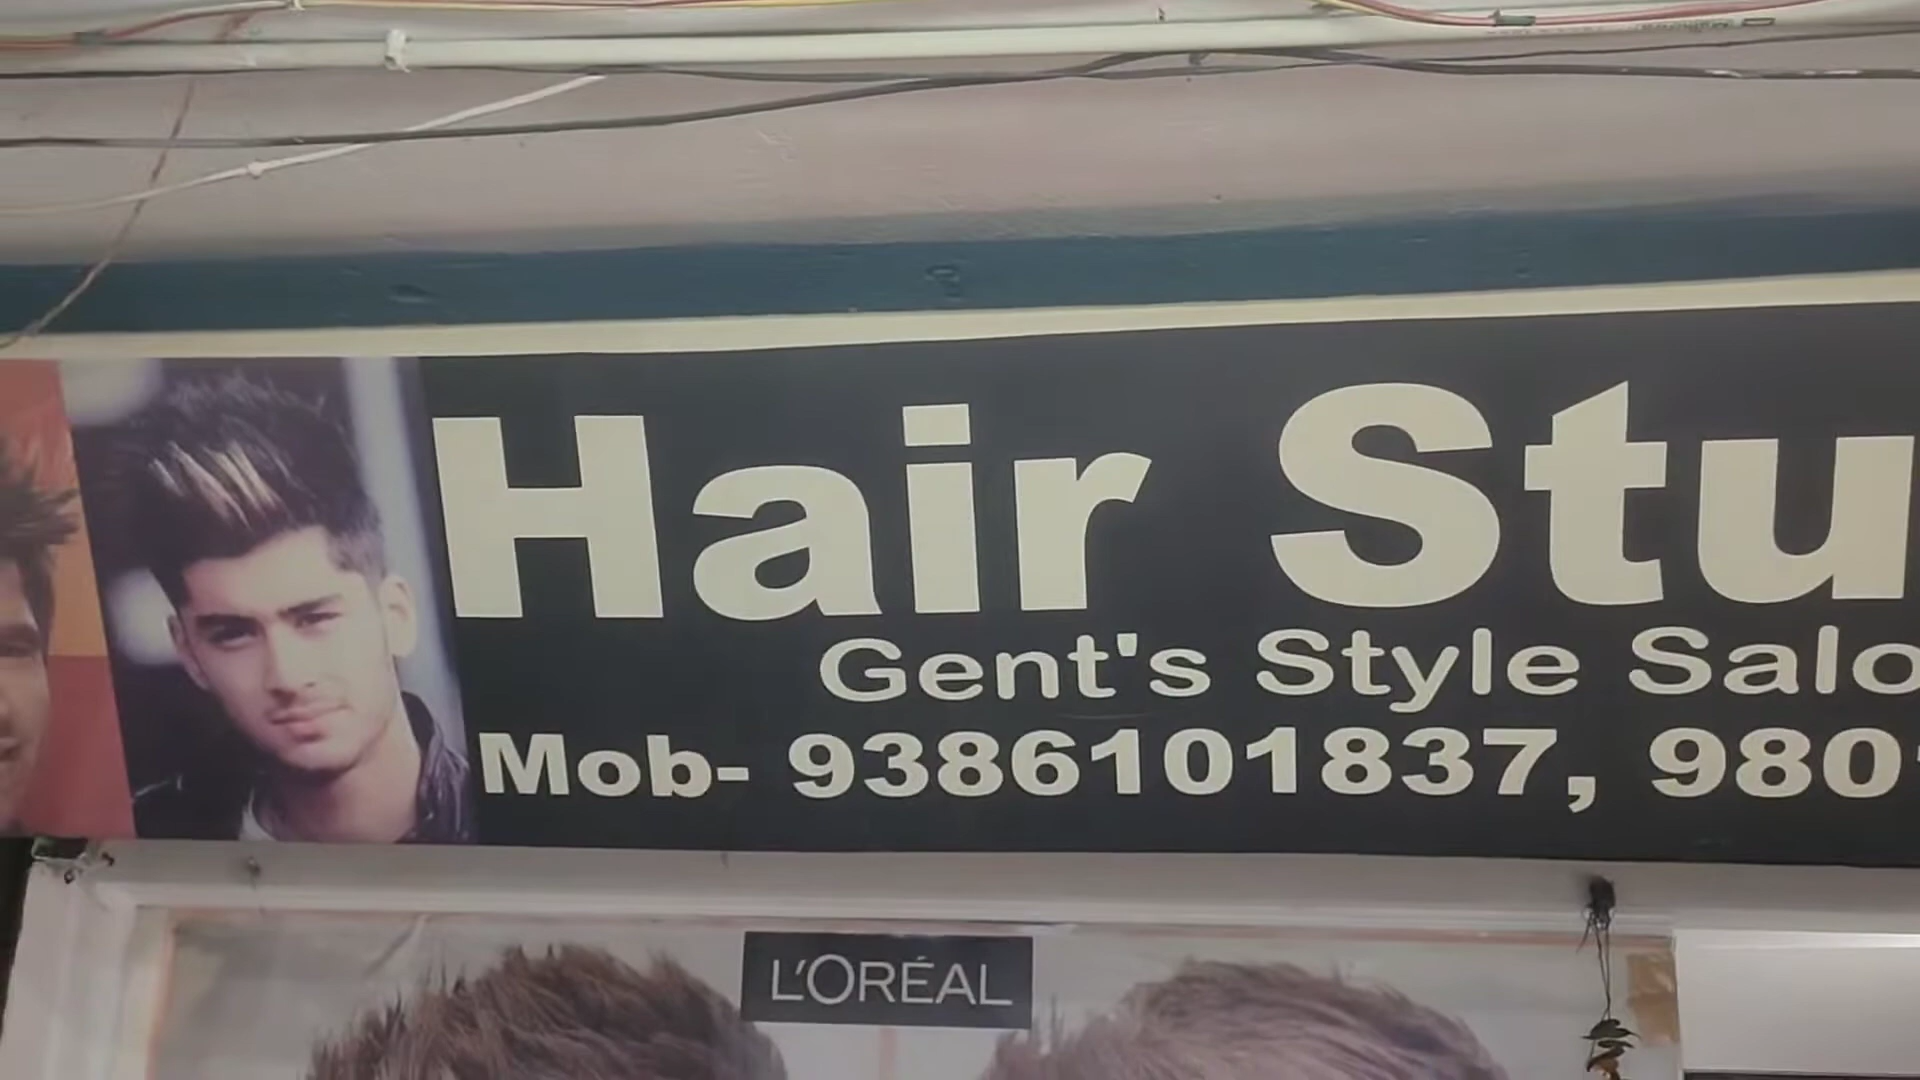 Hair Stu
Gent's Style Salo
Mob- 9386101837, 980
L'ORÉAL